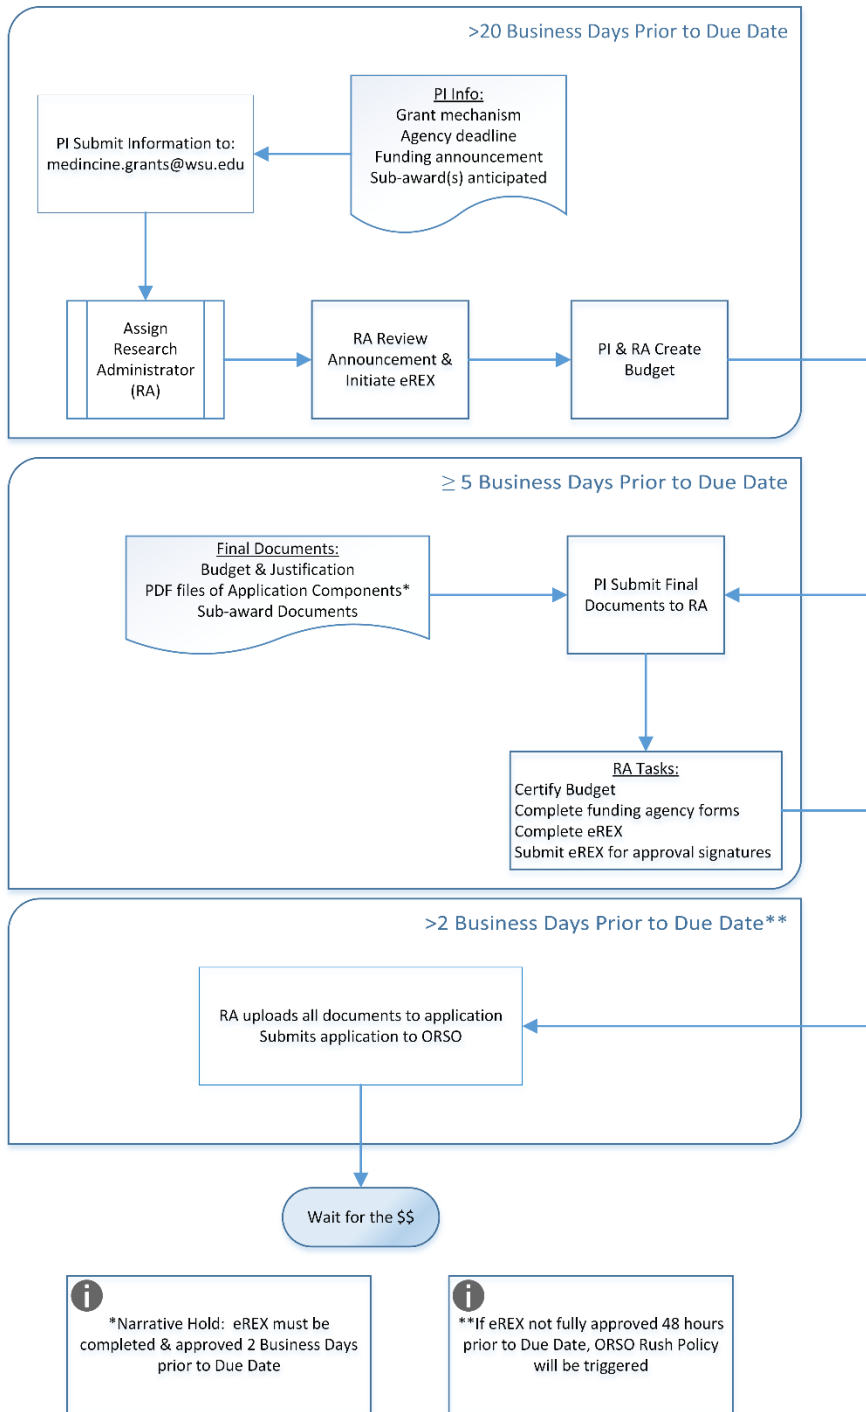 >20 Business Days Prior to Due Date
PI Info:
Grant mechanism
Agency deadline
Funding announcement
Sub-award(s) anticipated
PI Submit Information to:
medincine.grants@wsu.edu
Assign
Research
Administrator
(RA)
RA Review
Announcement &
Initiate eREX
PI & RA Create
Budget
≥ 5 Business Days Prior to Due Date
Final Documents:
Budget & Justification
PDF files of Application Components*
Sub-award Documents
PI Submit Final
Documents to RA
RA Tasks:
Certify Budget
Complete funding agency forms
Complete eREX
Submit eREX for approval signatures
>2 Business Days Prior to Due Date**
RA uploads all documents to application
Submits application to ORSO
Wait for the $$
i
*Narrative Hold:  eREX must be
completed & approved 2 Business Days
prior to Due Date
i
**If eREX not fully approved 48 hours
prior to Due Date, ORSO Rush Policy
will be triggered